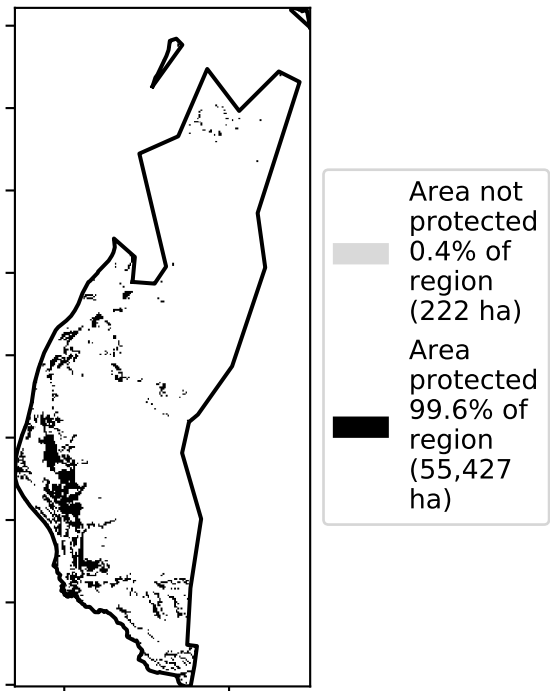 Area not
protected
0.4% of
region
(222 ha)
Area
protected
99.6% of
region
(55,427
ha)